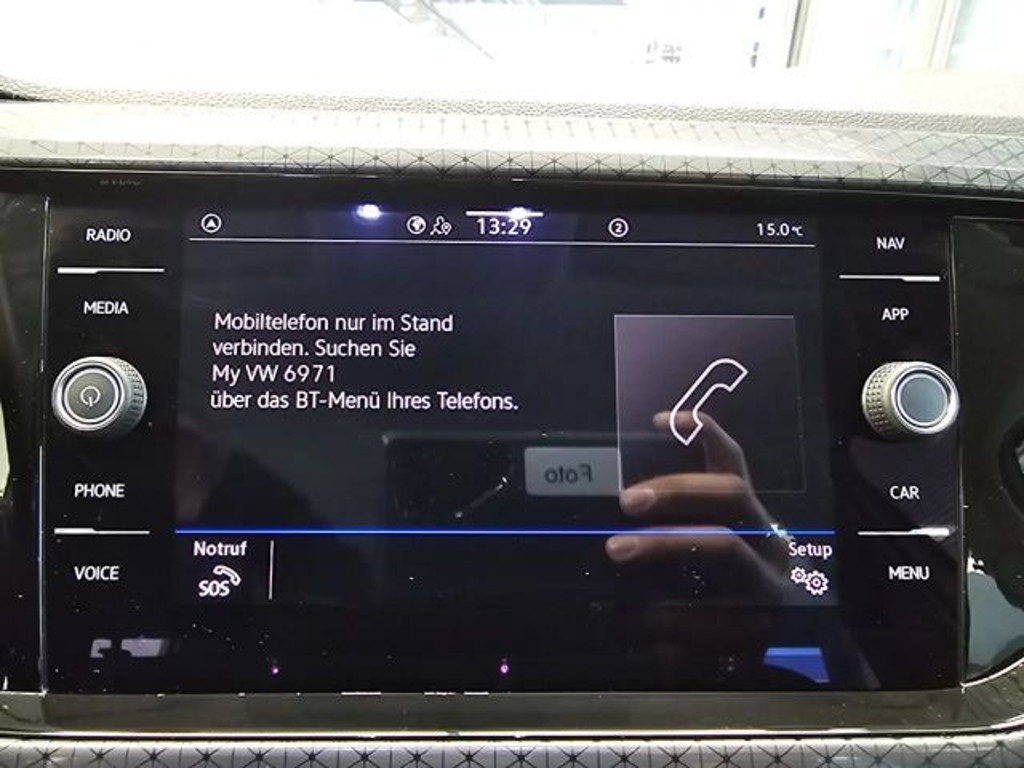 RADIO
MEDIA
PHONE
VOICE
13:29
2
15.0°C
Mobiltelefon nur im Stand
verbinden. Suchen Sie
My VW 6971
über das BT-Menü Ihres Telefons.
Foto
Notruf
SOS
Setup
NAV
APP
CAR
MENU